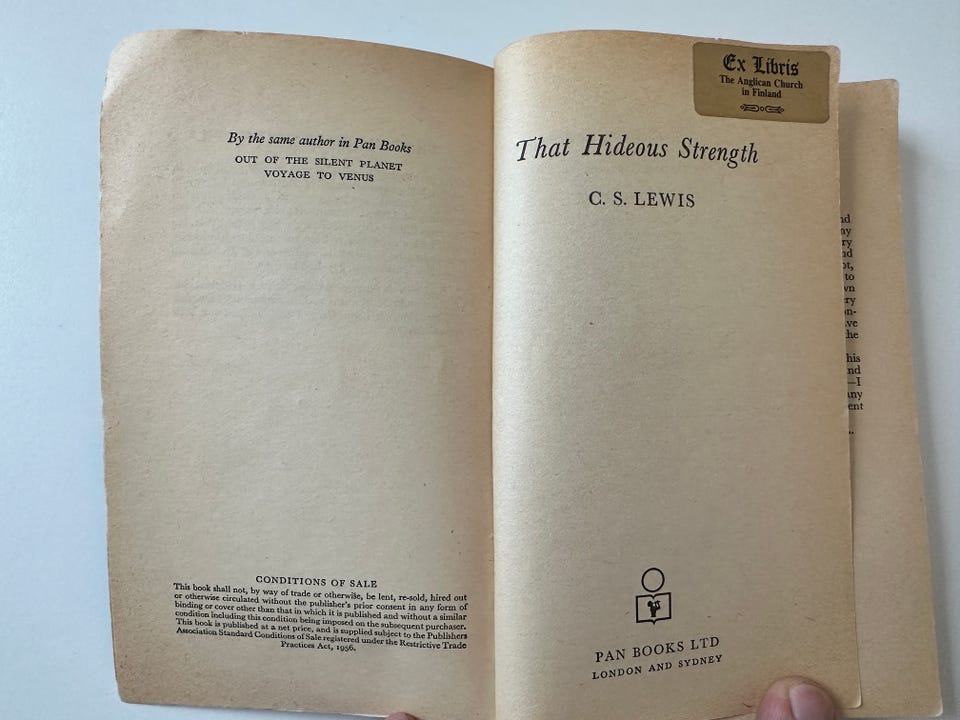 By the same author in Pan Books
OUT OF THE SILENT PLANET
VOYAGE TO VENUS
CONDITIONS OF SALE
This book shall not, by way of trade or otherwise, be lent, re-sold, hired out
or otherwise circulated without the publisher's prior consent in any form of
binding or cover other than that in which it is published and without a similar
condition including this condition being imposed on the subsequent purchaser.
This book is published at a net price, and is supplied subject to the Publishers
Association Standard Conditions of Sale registered under the Restrictive Trade
Practices Act, 1956.
Ex Libris
The Anglican Church
in Finland
That Hideous Strength
C. S. LEWIS
PAN BOOKS LTD
LONDON AND SYDNEY